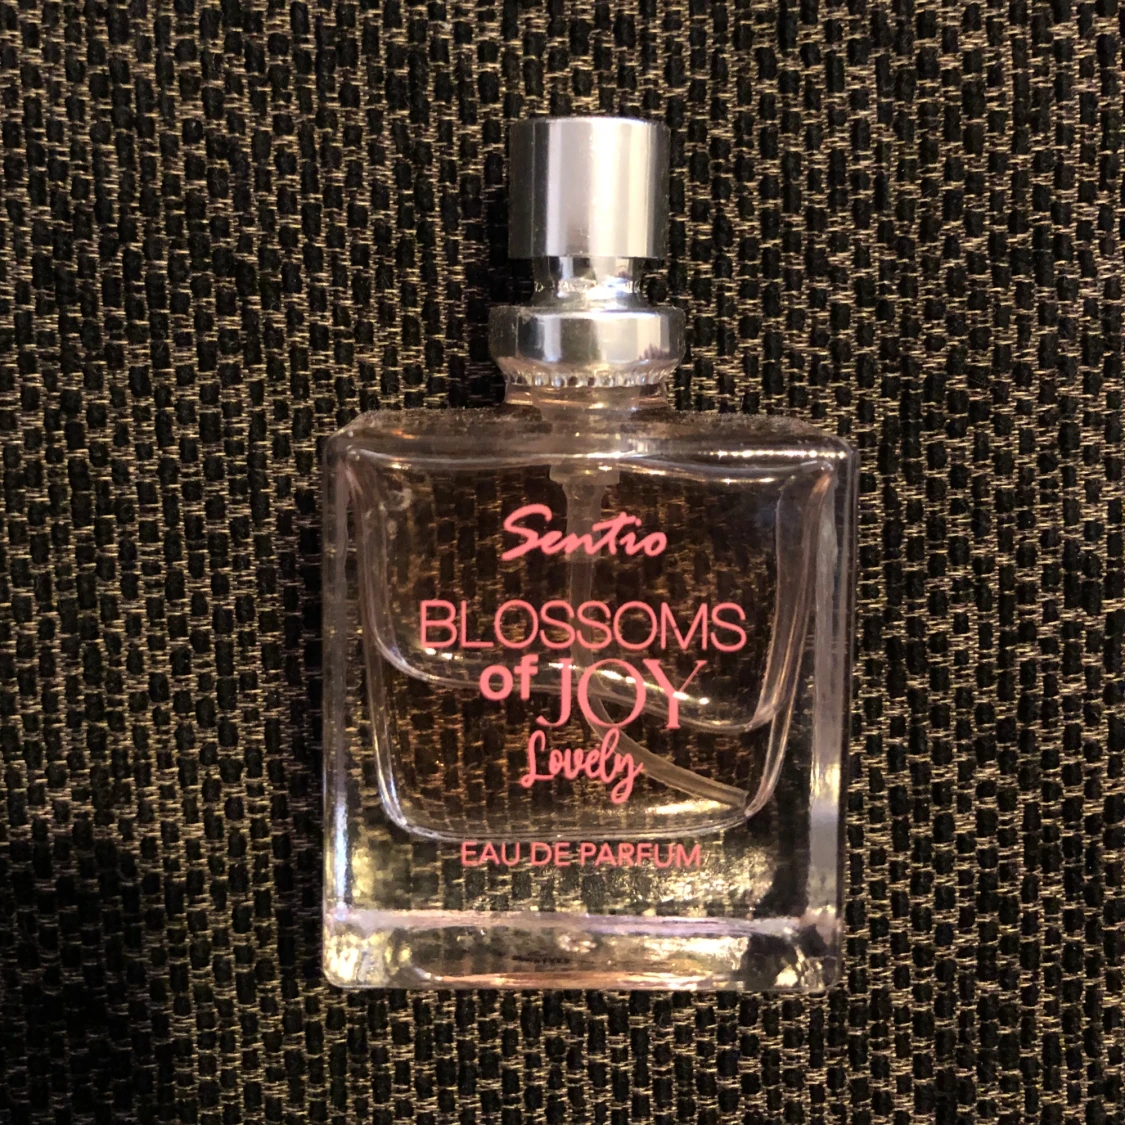 Sentio
BLOSSOMS
of JOY
Lovely
EAU DE PARFUM